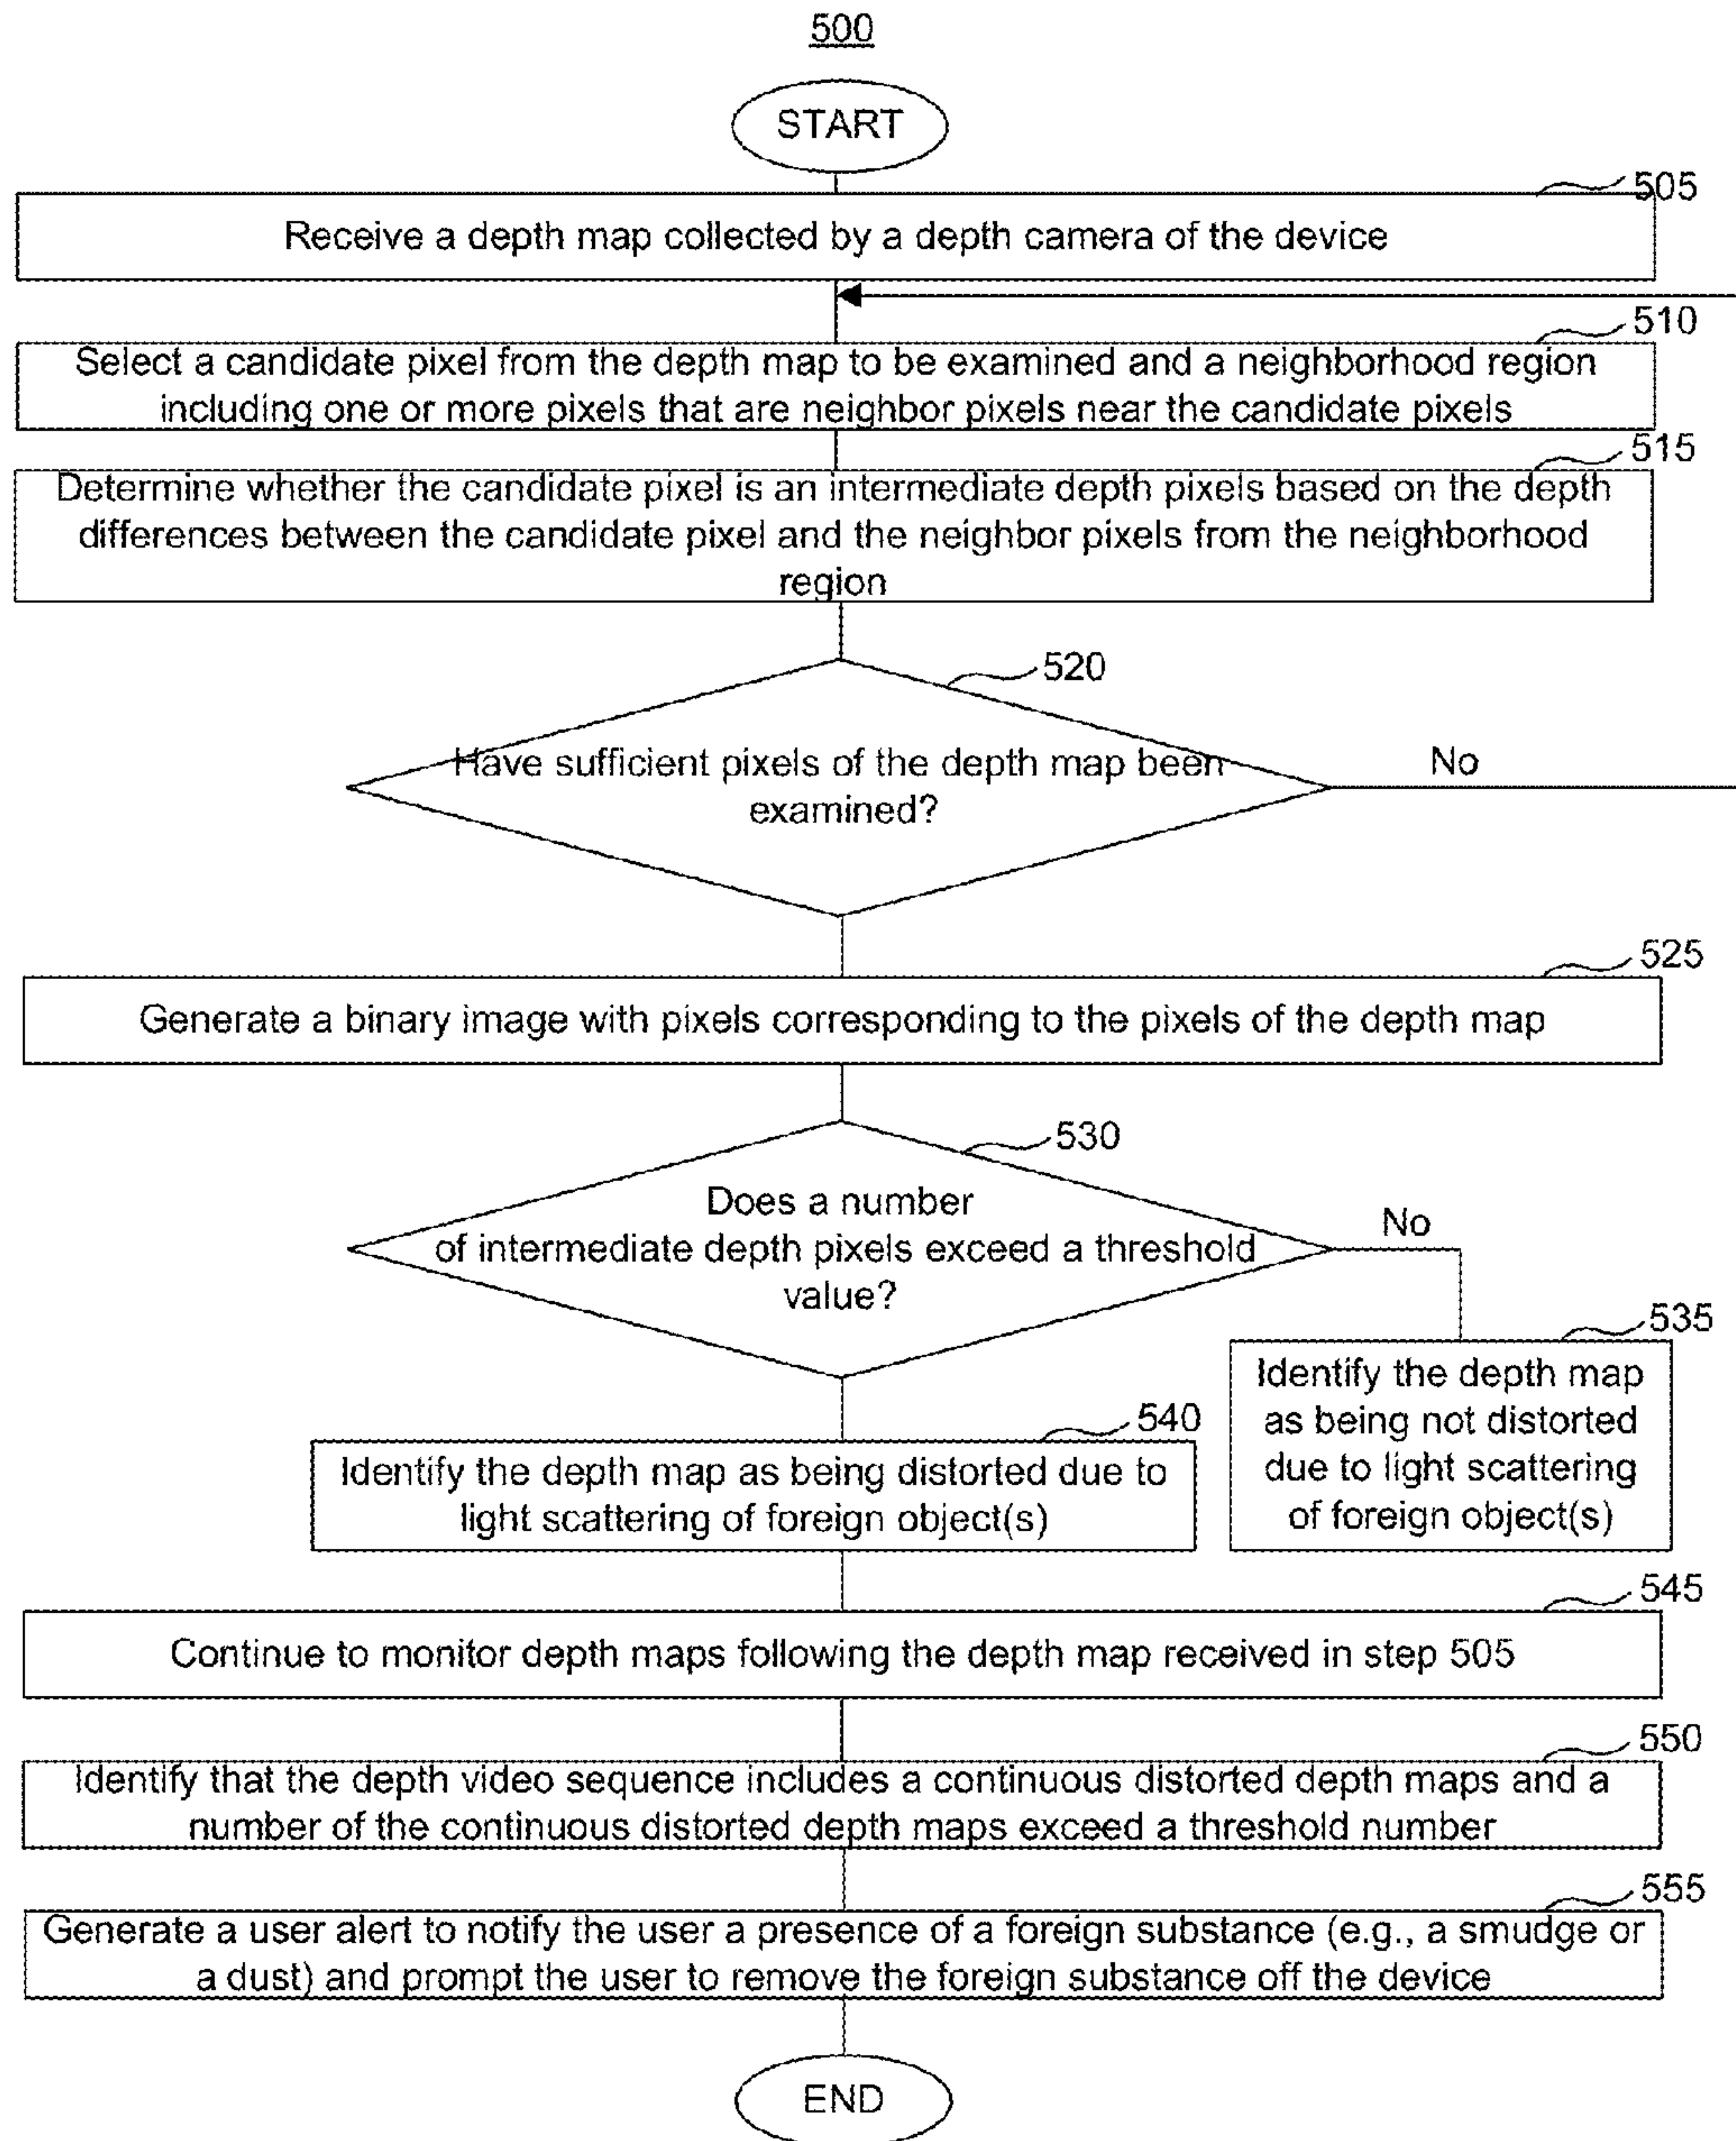 500
START
505
Receive a depth map collected by a depth camera of the device
510
Select a candidate pixel from the depth map to be examined and a neighborhood region
including one or more pixels that are neighbor pixels near the candidate pixels
515
Determine whether the candidate pixel is an intermediate depth pixels based on the depth
differences between the candidate pixel and the neighbor pixels from the neighborhood
region
520
Have sufficient pixels of the depth map been
examined?
No
525
Generate a binary image with pixels corresponding to the pixels of the depth map
530
Does a number
of intermediate depth pixels exceed a threshold
value?
No
535
Identify the depth map
as being not distorted
due to light scattering
of foreign object(s)
540
Identify the depth map as being distorted due to
light scattering of foreign object(s)
545
Continue to monitor depth maps following the depth map received in step 505
550
Identify that the depth video sequence includes a continuous distorted depth maps and a
number of the continuous distorted depth maps exceed a threshold number
555
Generate a user alert to notify the user a presence of a foreign substance (e.g., a smudge or
a dust) and prompt the user to remove the foreign substance off the device
END